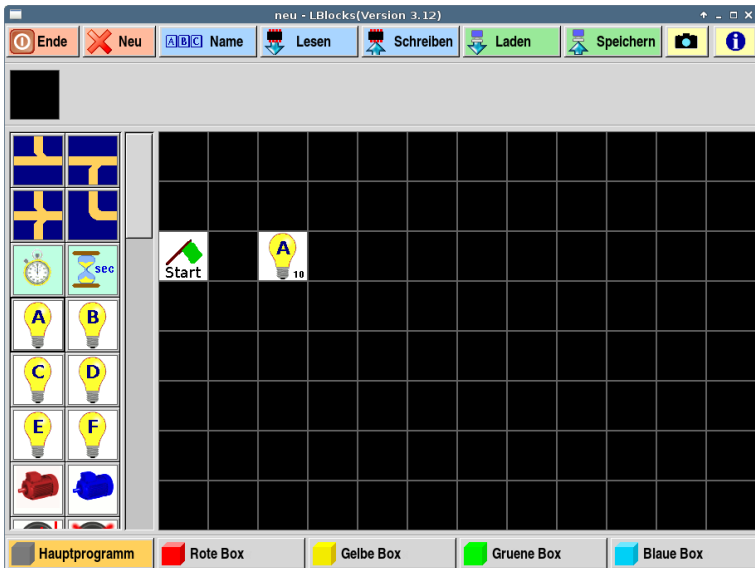 neu - LBlocks(Version 3.12)
Ende Neu ABC Name Lesen Schreiben Laden Speichern i
sec
Start A 10
A B
C D
E F
Hauptprogramm Rote Box Gelbe Box Gruene Box Blaue Box